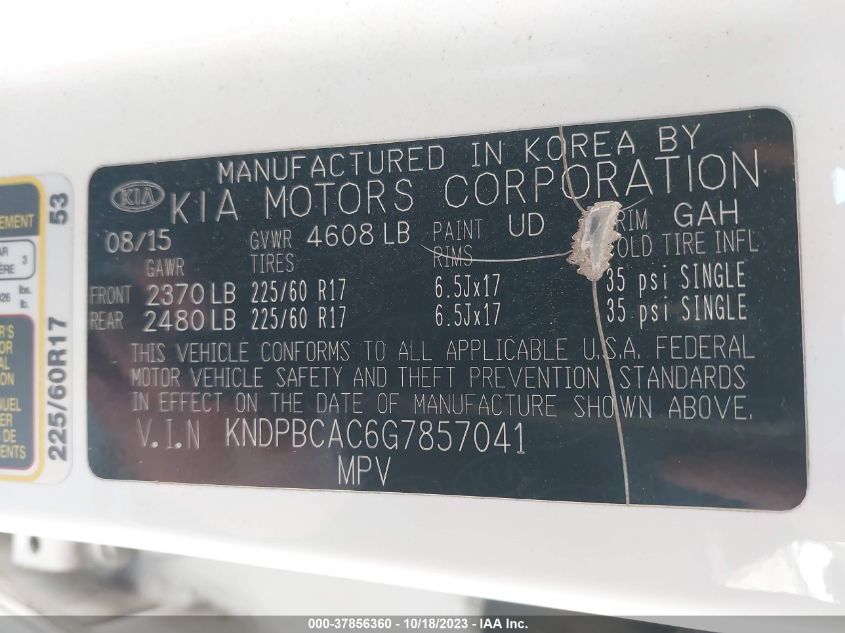 MANUFACTURED IN KOREA BY
KIA KIA MOTORS CORPORATION
08/15 GVWR 4608 LB PAINT UD GAH
GAWR TIRES RIMS TIRE INFL
FRONT 2370 LB 225/60 R17 6.5Jx17 35 psi SINGLE
REAR 2480 LB 225/60 R17 6.5Jx17 35 psi SINGLE
THIS VEHICLE CONFORMS TO ALL APPLICABLE U.S.A. FEDERAL
MOTOR VEHICLE SAFETY AND THEFT PREVENTION STANDARDS
IN EFFECT ON THE DATE OF MANUFACTURE SHOWN ABOVE.
V.I.N KNDPBCAC6G7857041
MPV
225/60R17 53
3
lbs.
DE
000-37856360 - 10/18/2023 - IAA Inc.